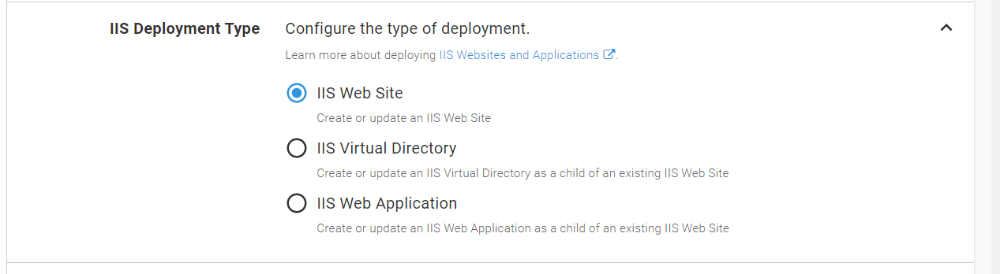 IIS Deployment Type
Configure the type of deployment.
Learn more about deploying IIS Websites and Applications.
IIS Web Site
Create or update an IIS Web Site
IIS Virtual Directory
Create or update an IIS Virtual Directory as a child of an existing IIS Web Site
IIS Web Application
Create or update an IIS Web Application as a child of an existing IIS Web Site